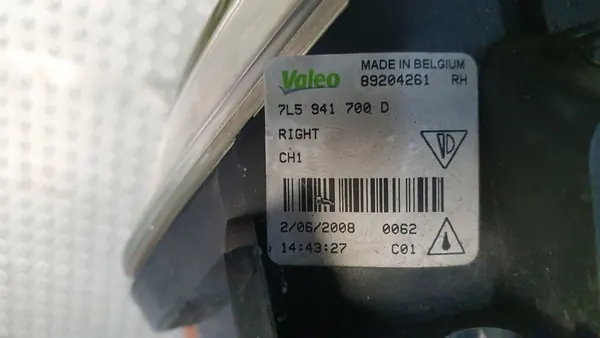 Valeo MADE IN BELGIUM
89204261 RH
7L5 941 700 D
RIGHT
CH1
2/06/2008 0062
14:43:27 C01